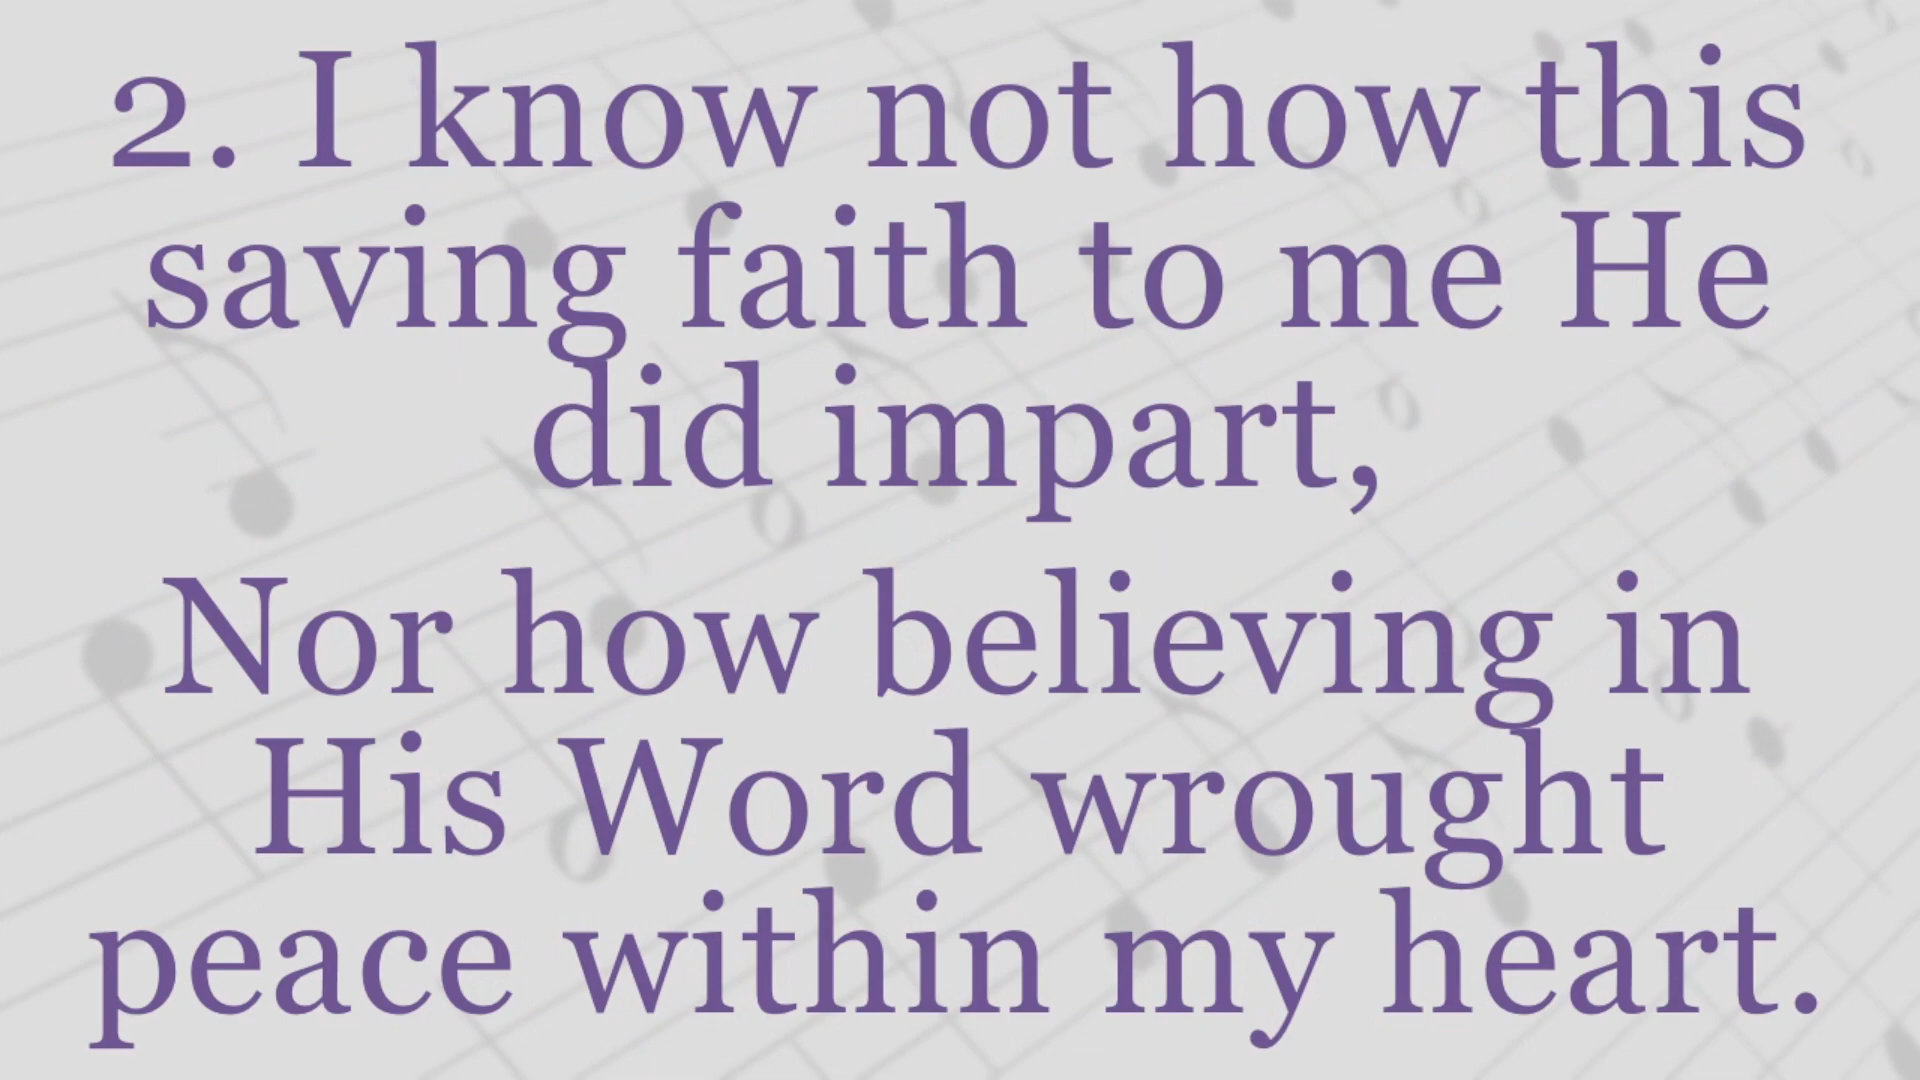 2. I know not how this
saving faith to me He
did impart,
Nor how believing in
His Word wrought
peace within my heart.